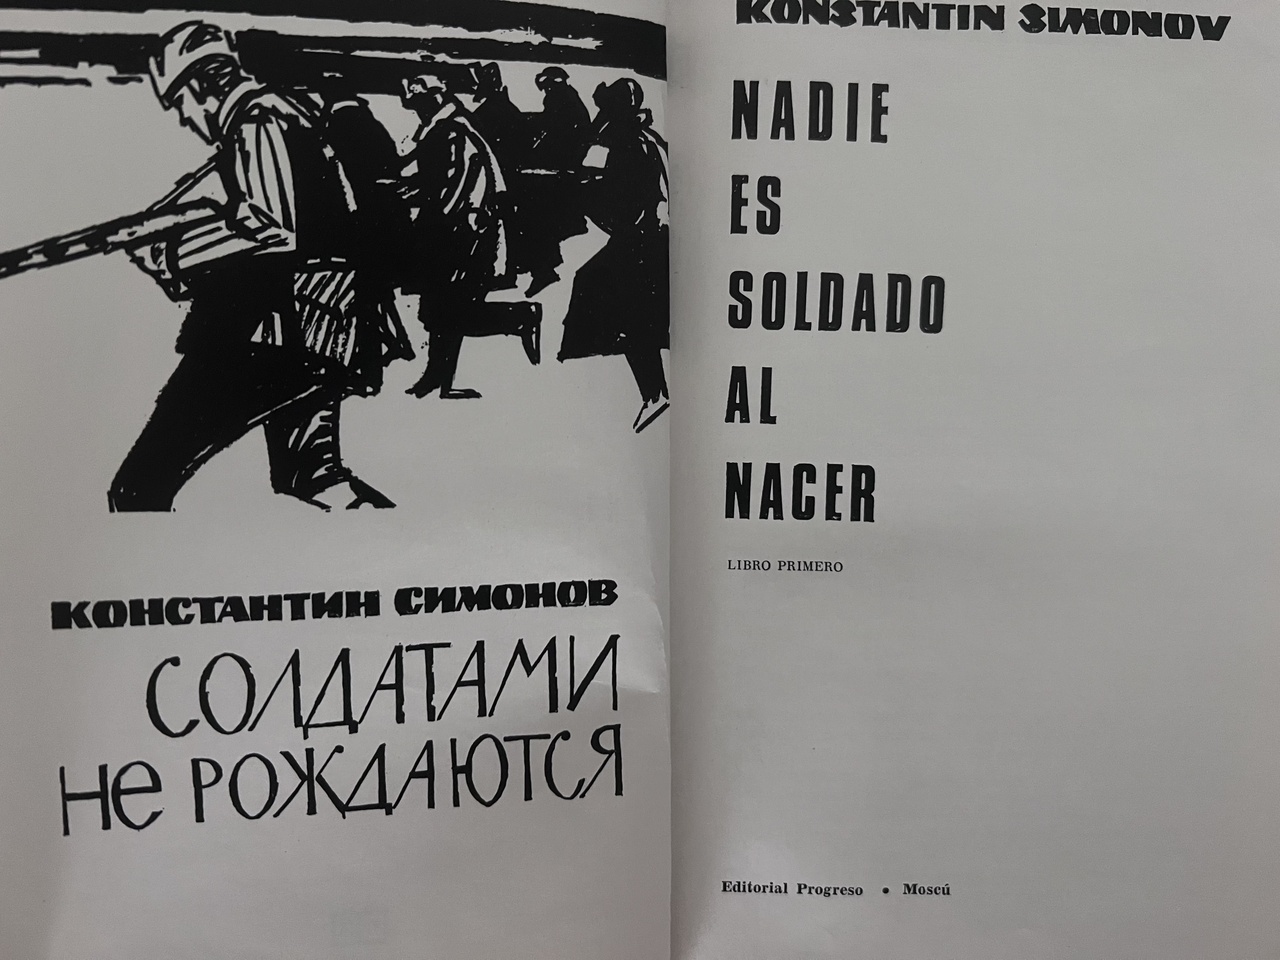 КОНСТАНТИН СИМОНОВ
СОЛДАТАМИ
Не РОЖДАЮТСЯ
KONSTANTIN SIMONOV
NADIE
ES
SOLDADO
AL
NACER
LIBRO PRIMERO
Editorial Progreso • Moscú